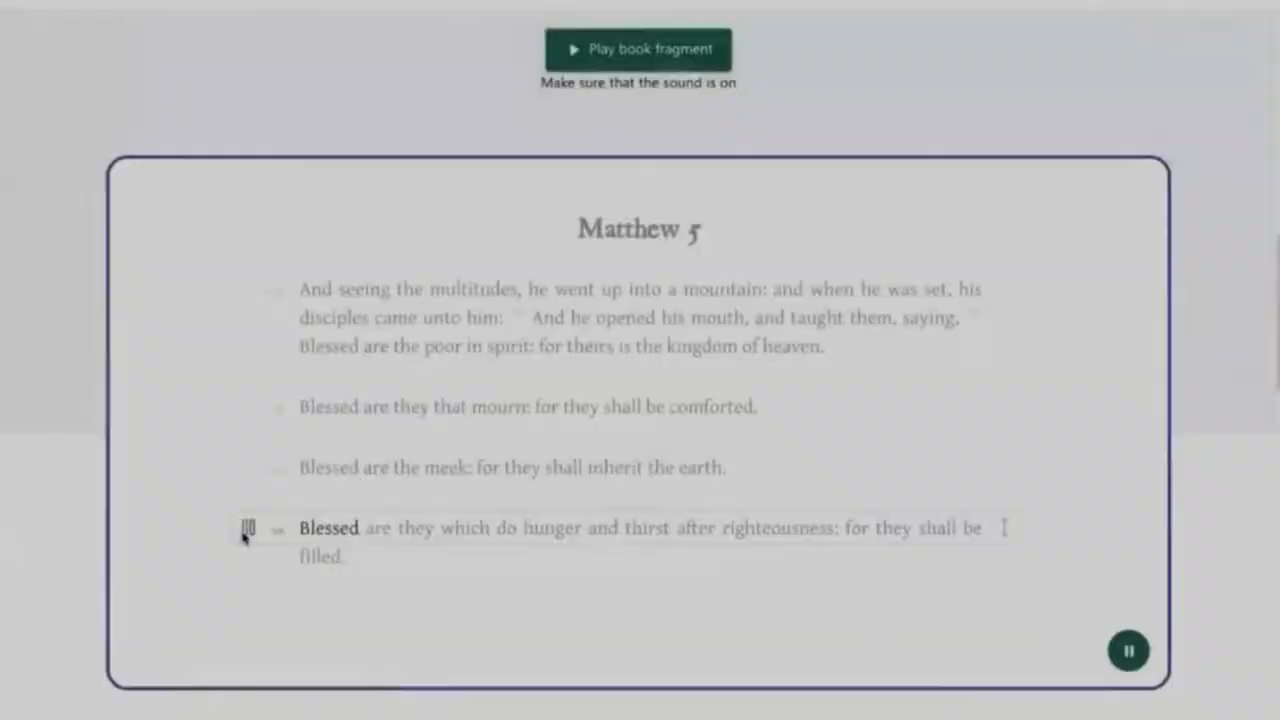 Play book fragment
Make sure that the sound is on
Matthew 5
And seeing the multitudes, he went up into a mountain: and when he was set, his
disciples came unto him: And he opened his mouth, and taught them, saying,
Blessed are the poor in spirit: for theirs is the kingdom of heaven.
Blessed are they that mourn: for they shall be comforted.
Blessed are the meek: for they shall inherit the earth.
Blessed are they which do hunger and thirst after righteousness: for they shall be
filled.